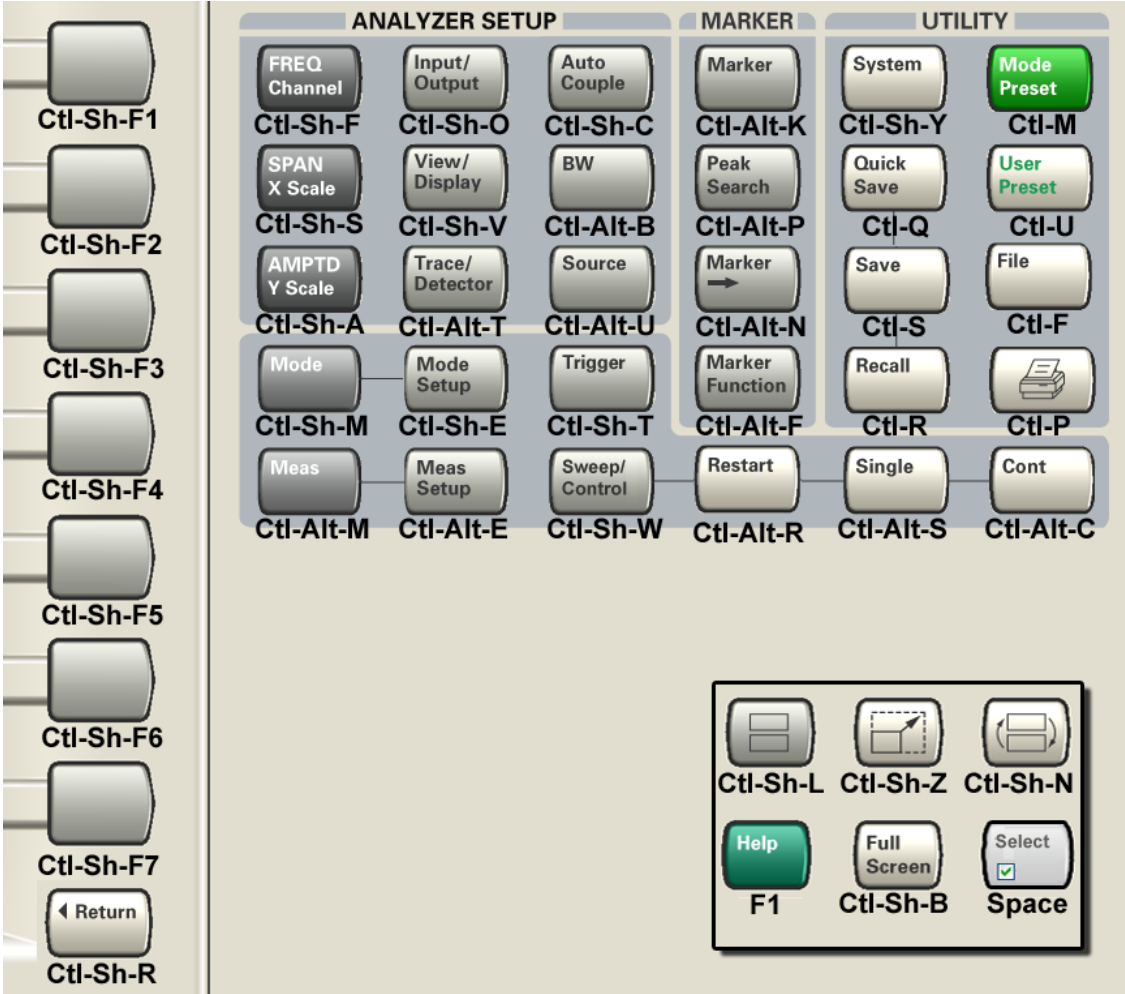 ANALYZER SETUP
MARKER
UTILITY
FREQ
Channel
Ctl-Sh-F
Input/
Output
Ctl-Sh-O
Auto
Couple
Ctl-Sh-C
Marker
Ctl-Alt-K
System
Ctl-Sh-Y
Mode
Preset
Ctl-M
SPAN
X Scale
Ctl-Sh-S
View/
Display
Ctl-Sh-V
BW
Ctl-Alt-B
Peak
Search
Ctl-Alt-P
Quick
Save
Ctl-Q
User
Preset
Ctl-U
AMPTD
Y Scale
Ctl-Sh-A
Trace/
Detector
Ctl-Alt-T
Source
Ctl-Alt-U
Marker
Ctl-Alt-N
Save
Ctl-S
File
Ctl-F
Mode
Ctl-Sh-M
Mode
Setup
Ctl-Sh-E
Trigger
Ctl-Sh-T
Marker
Function
Ctl-Alt-F
Recall
Ctl-R
Ctl-P
Meas
Ctl-Alt-M
Meas
Setup
Ctl-Alt-E
Sweep/
Control
Ctl-Sh-W
Restart
Ctl-Alt-R
Single
Ctl-Alt-S
Cont
Ctl-Alt-C
Ctl-Sh-F1
Ctl-Sh-F2
Ctl-Sh-F3
Ctl-Sh-F4
Ctl-Sh-F5
Ctl-Sh-F6
Ctl-Sh-F7
Return
Ctl-Sh-R
Ctl-Sh-L
Ctl-Sh-Z
Ctl-Sh-N
Help
F1
Full
Screen
Ctl-Sh-B
Select
Space